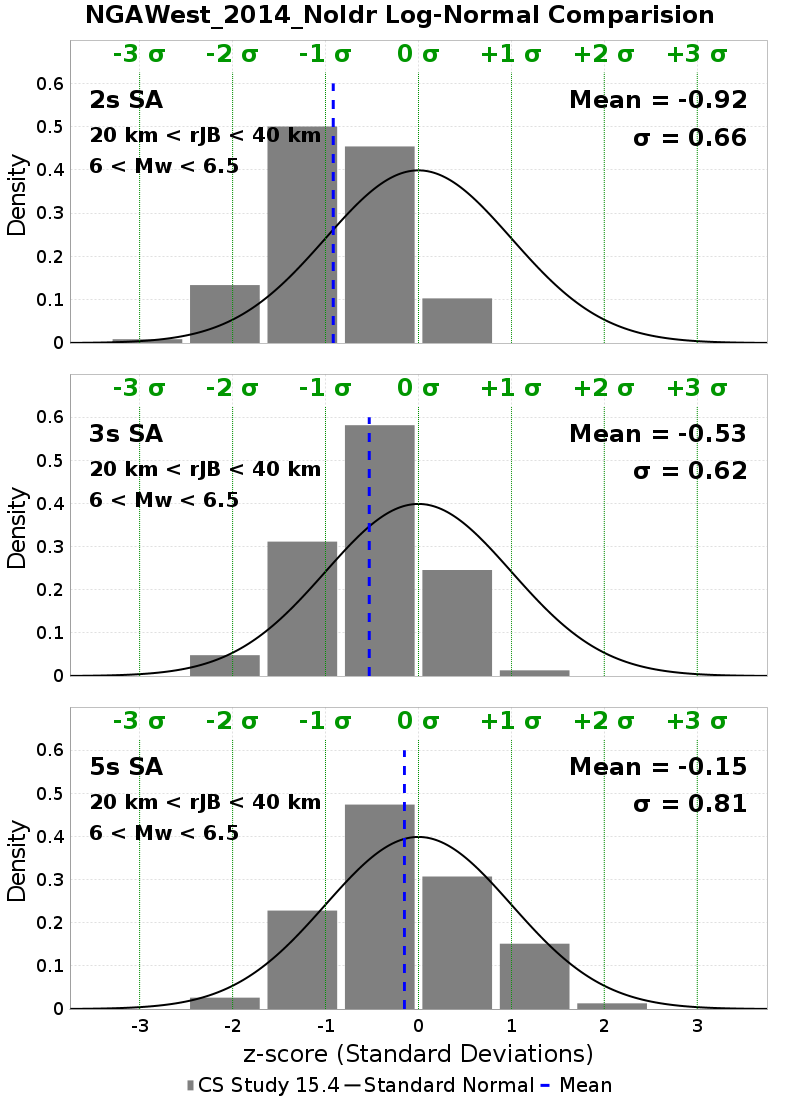 NGAWest_2014_NoIdr Log-Normal Comparision
-3 σ -2 σ -1 σ 0 σ +1 σ +2 σ +3 σ
2s SA
20 km < rJB < 40 km
6 < Mw < 6.5
Mean = -0.92
σ = 0.66
Density
0.6
0.5
0.4
0.3
0.2
0.1
0
-3 σ -2 σ -1 σ 0 σ +1 σ +2 σ +3 σ
3s SA
20 km < rJB < 40 km
6 < Mw < 6.5
Mean = -0.53
σ = 0.62
Density
0.6
0.5
0.4
0.3
0.2
0.1
0
-3 σ -2 σ -1 σ 0 σ +1 σ +2 σ +3 σ
5s SA
20 km < rJB < 40 km
6 < Mw < 6.5
Mean = -0.15
σ = 0.81
Density
0.6
0.5
0.4
0.3
0.2
0.1
0
-3 -2 -1 0 1 2 3
z-score (Standard Deviations)
CS Study 15.4 Standard Normal Mean